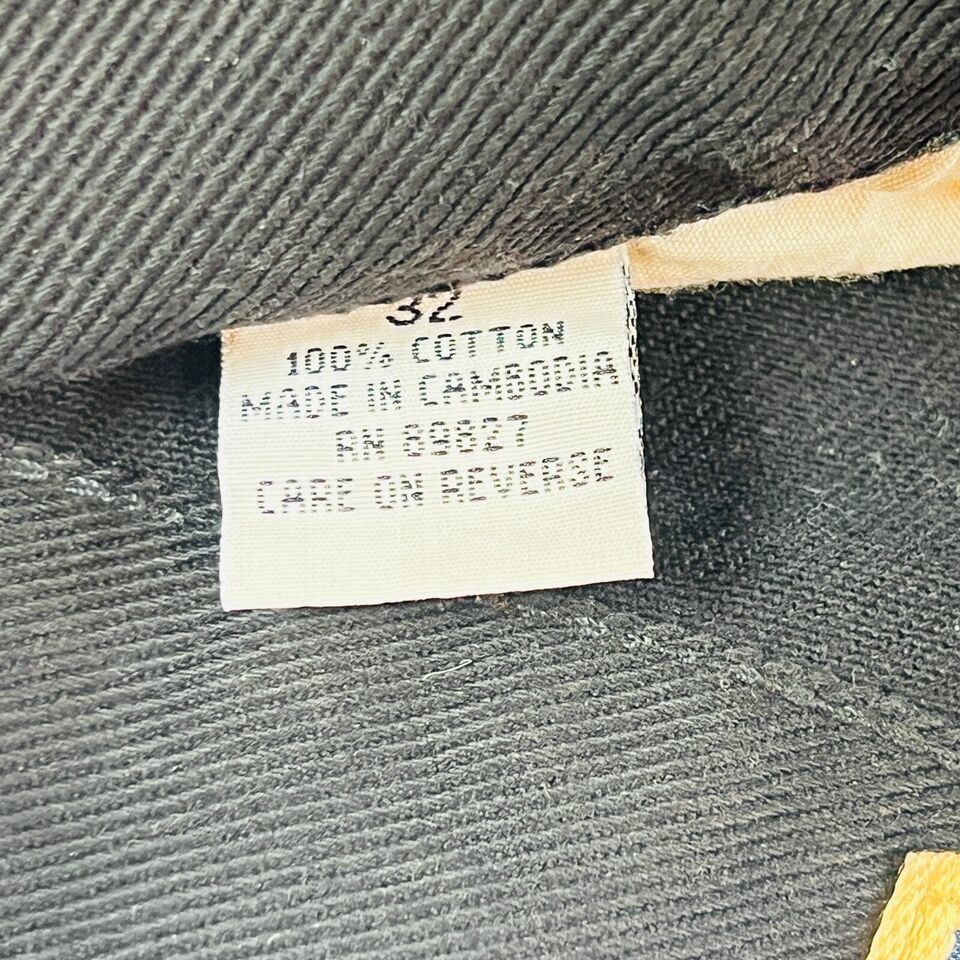 32
100% COTTON
MADE IN CAMBODIA
RN 89827
CARE ON REVERSE